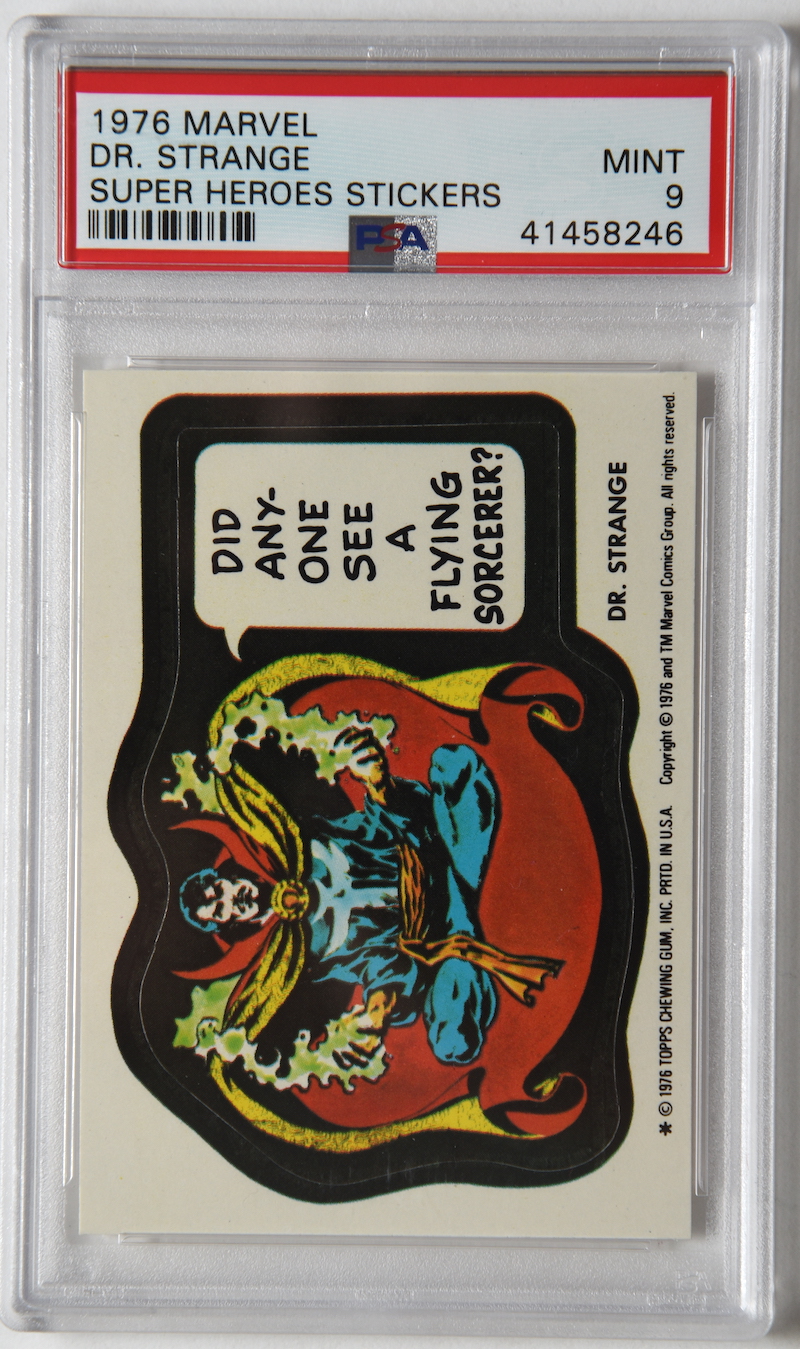 1976 MARVEL
DR. STRANGE
MINT
SUPER HEROES STICKERS
9
PSA
41458246
DID
ANY-
ONE
SEE
A
FLYING
SORCERER?
DR. STRANGE
* © 1976 TOPPS CHEWING GUM, INC. PRTD. IN U.S.A. Copyright © 1976 and TM Marvel Comics Group. All rights reserved.